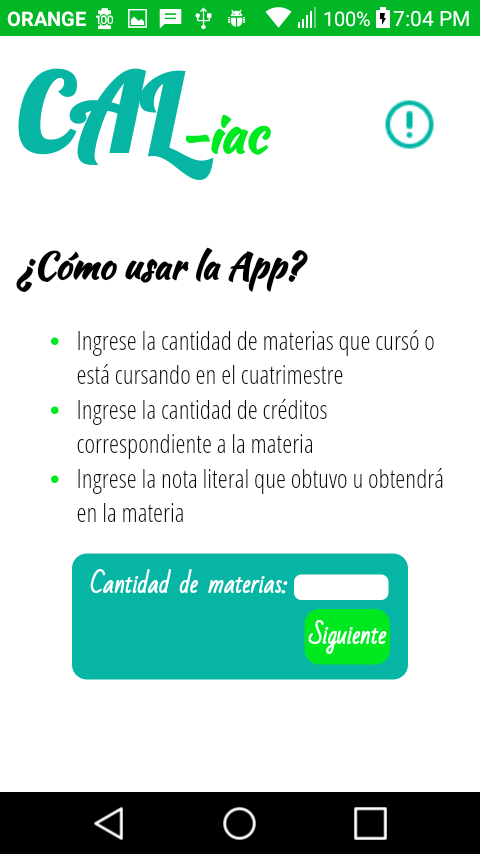 ORANGE 100 100% 7:04 PM
CAL-iac
¿Cómo usar la App?
Ingrese la cantidad de materias que cursó o
está cursando en el cuatrimestre
Ingrese la cantidad de créditos
correspondiente a la materia
Ingrese la nota literal que obtuvo u obtendrá
en la materia
Cantidad de materias:
Siguiente